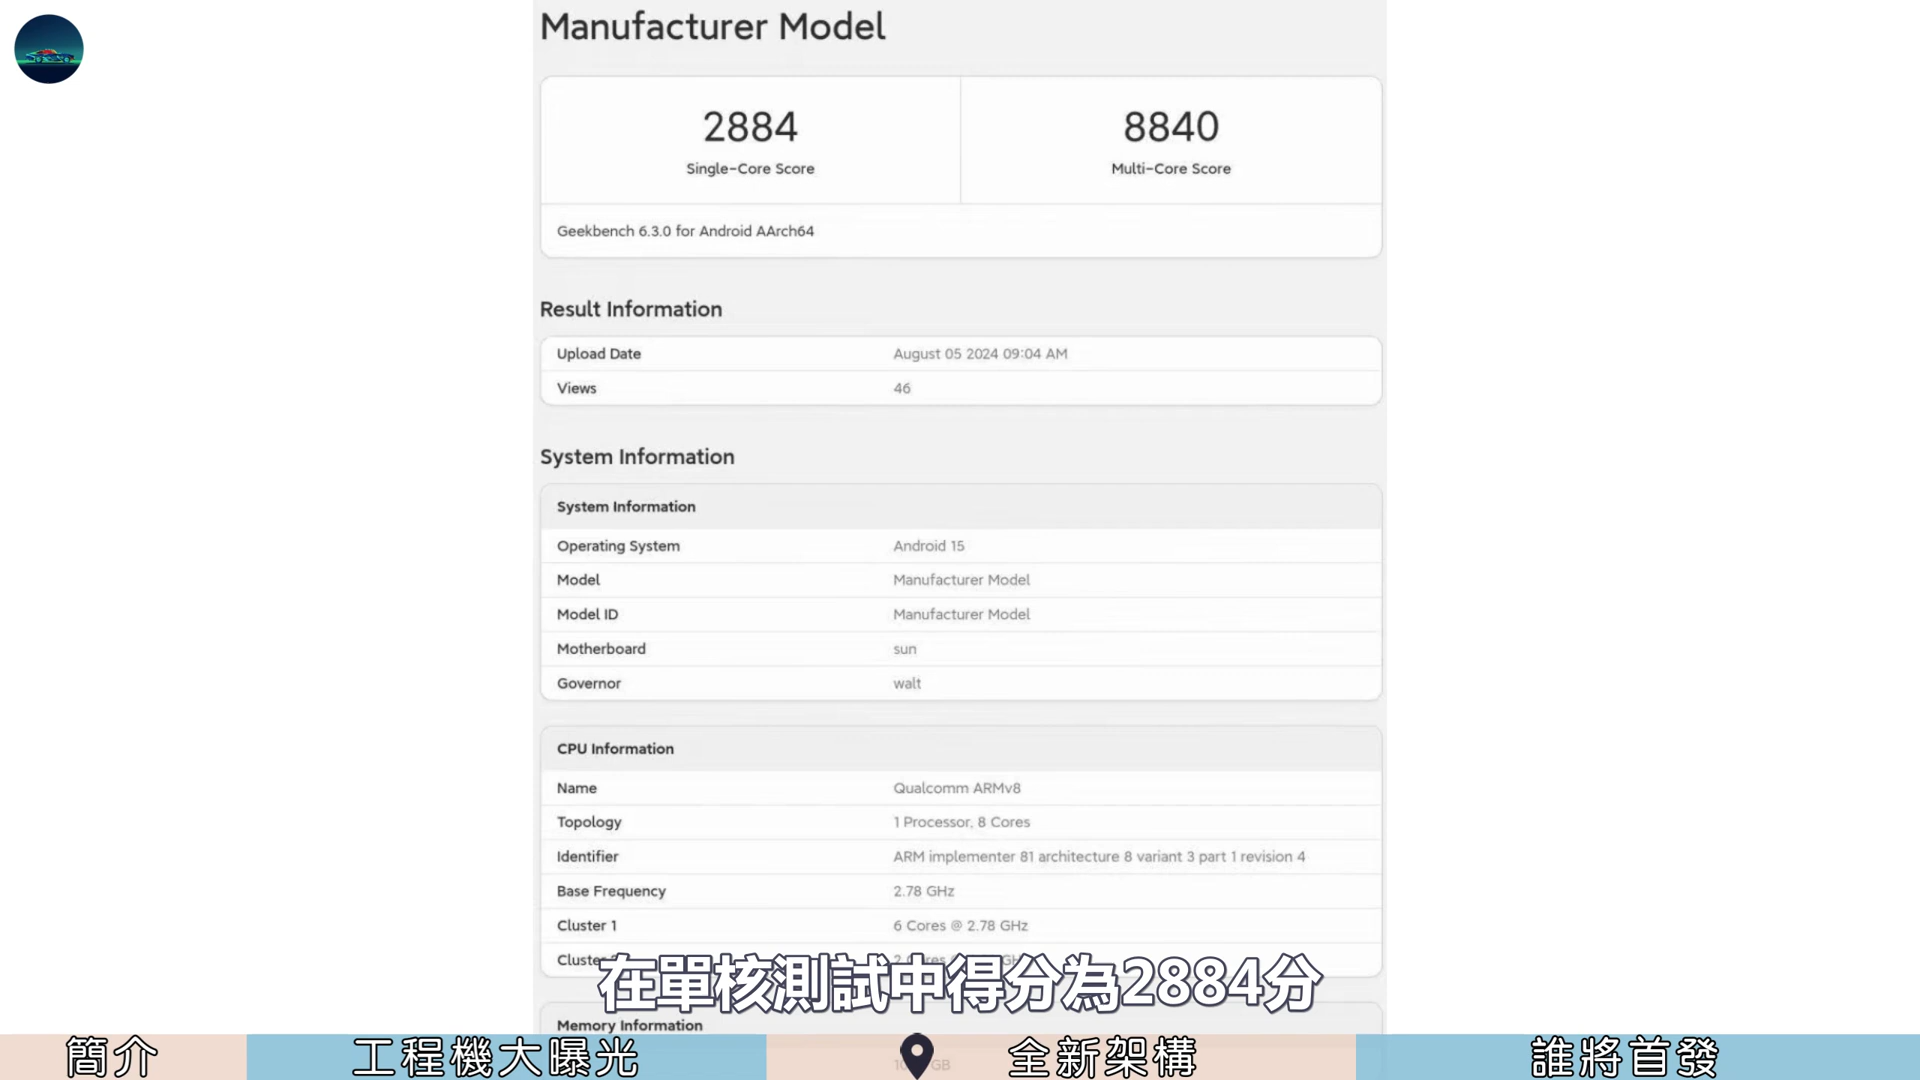 Manufacturer Model
2884
Single-Core Score
8840
Multi-Core Score
Geekbench 6.3.0 for Android AArch64
Result Information
Upload Date August 05 2024 09:04 AM
Views 46
System Information
System Information
Operating System Android 15
Model Manufacturer Model
Model ID Manufacturer Model
Motherboard sun
Governor walt
CPU Information
Name Qualcomm ARMv8
Topology 1 Processor, 8 Cores
Identifier ARM implementer 81 architecture 8 variant 3 part 1 revision 4
Base Frequency 2.78 GHz
Cluster 1 6 Cores @ 2.78 GHz
在單核測試中得分為2884分
Memory Information
簡介 工程機大曝光 全新架構 誰將首發